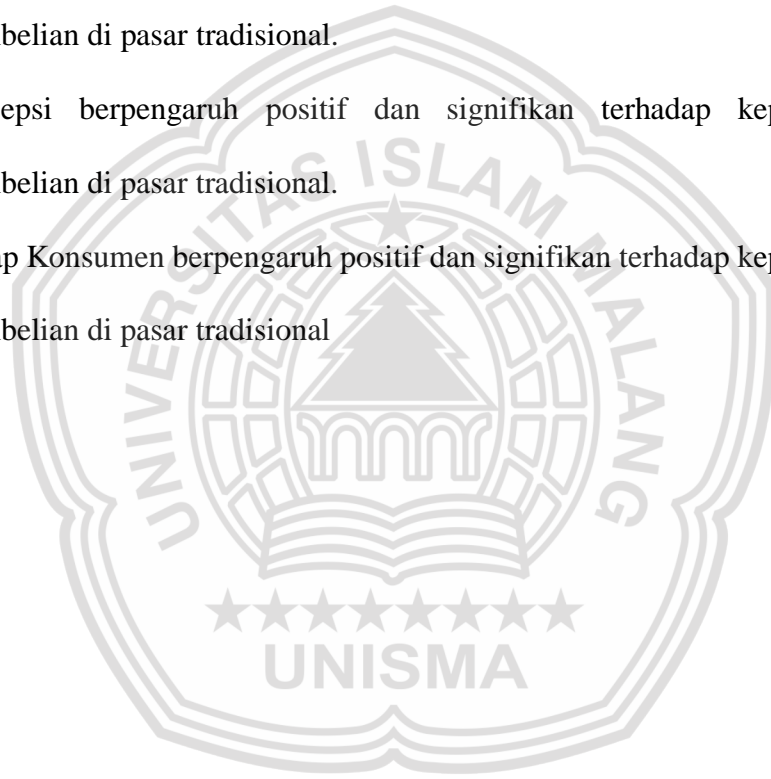 belian di pasar tradisional.
epsi berpengaruh positif dan signifikan terhadap kep
belian di pasar tradisional.
ap Konsumen berpengaruh positif dan signifikan terhadap kep
belian di pasar tradisional
UNIVERSITAS ISLAM MALANG
UNISMA